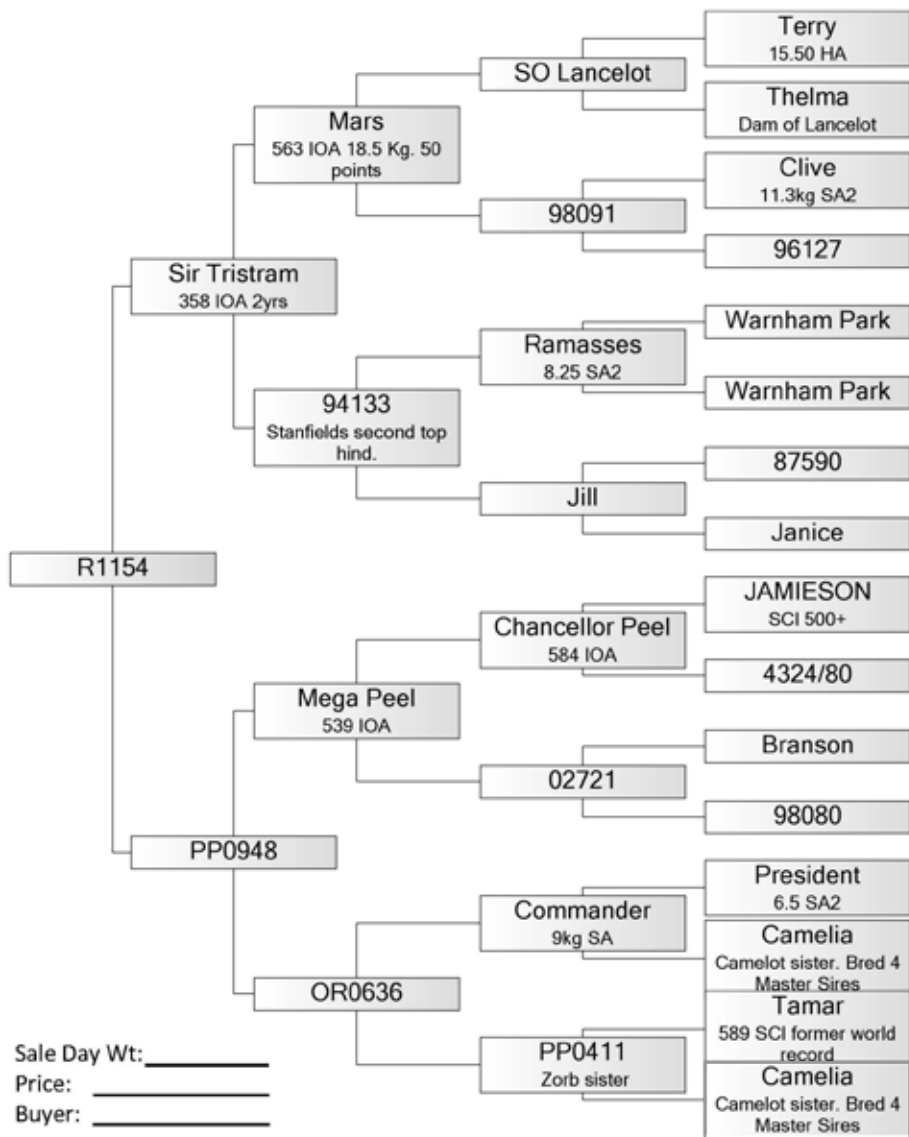 Terry
15.50 HA
SO Lancelot
Thelma
Dam of Lancelot
Mars
563 IOA 18.5 Kg. 50
points
Clive
11.3kg SA2
98091
96127
Sir Tristram
358 IOA 2yrs
Warnham Park
Ramasses
8.25 SA2
Warnham Park
94133
Stanfields second top
hind.
87590
Jill
Janice
R1154
JAMIESON
SCI 500+
Chancellor Peel
584 IOA
4324/80
Mega Peel
539 IOA
Branson
02721
98080
PP0948
President
6.5 SA2
Commander
9kg SA
Camelia
Camelot sister. Bred 4
Master Sires
OR0636
Tamar
589 SCI former world
record
PP0411
Zorb sister
Camelia
Camelot sister. Bred 4
Master Sires
Sale Day Wt:
Price:
Buyer: